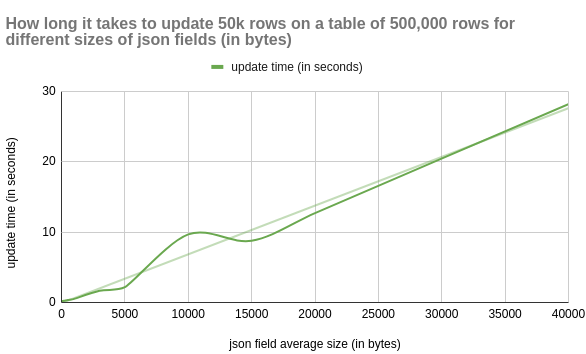 How long it takes to update 50k rows on a table of 500,000 rows for
different sizes of json fields (in bytes)
update time (in seconds)
30
20
10
0
update time (in seconds)
0 5000 10000 15000 20000 25000 30000 35000 40000
json field average size (in bytes)